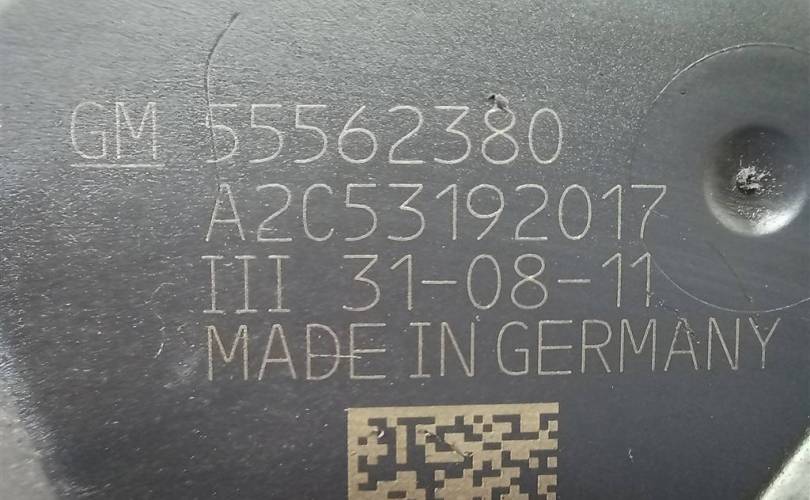 GM 55562380
A2C53192017
III 31-08-11
MADE IN GERMANY